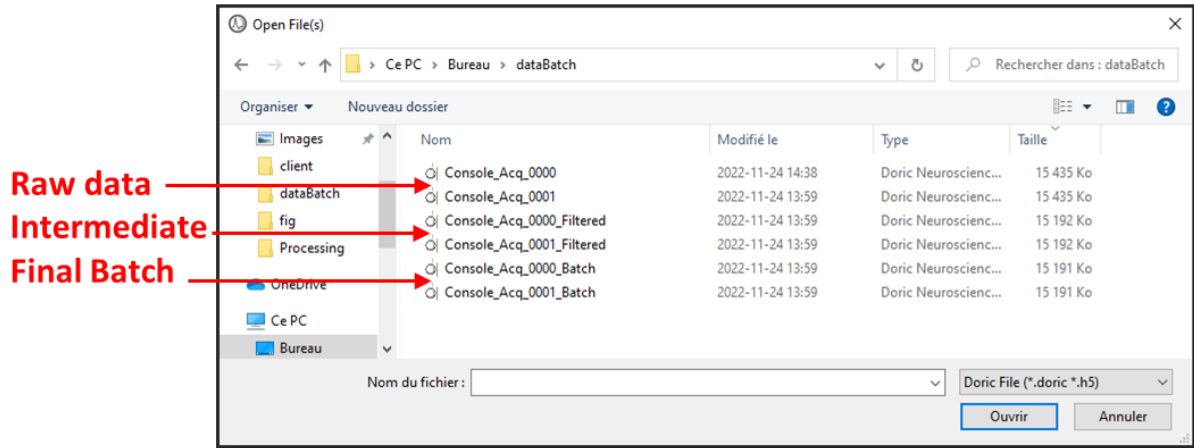 Open File(s)
Ce PC > Bureau > dataBatch
Rechercher dans : dataBatch
Organiser
Nouveau dossier
Nom
Modifié le
Type
Taille
Images
client
dataBatch
fig
Processing
OneDrive
Ce PC
Bureau
Raw data
Intermediate
Final Batch
Console_Acq_0000 2022-11-24 14:38 Doric Neuroscienc... 15 435 Ko
Console_Acq_0001 2022-11-24 13:59 Doric Neuroscienc... 15 435 Ko
Console_Acq_0000_Filtered 2022-11-24 13:59 Doric Neuroscienc... 15 192 Ko
Console_Acq_0001_Filtered 2022-11-24 13:59 Doric Neuroscienc... 15 192 Ko
Console_Acq_0000_Batch 2022-11-24 13:59 Doric Neuroscienc... 15 191 Ko
Console_Acq_0001_Batch 2022-11-24 13:59 Doric Neuroscienc... 15 191 Ko
Nom du fichier :
Doric File (*.doric *.h5)
Ouvrir
Annuler